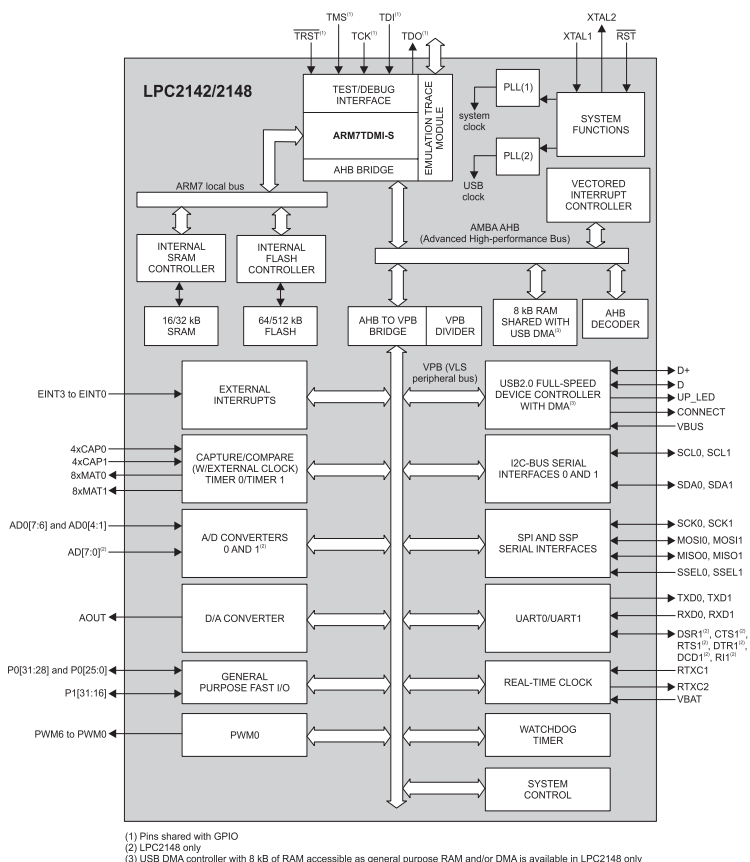 TMS(1) TDI(1)
TRST(1) TCK(1) TDO(1)
XTAL2
XTAL1 RST
LPC2142/2148
TEST/DEBUG
INTERFACE
ARM7TDMI-S
AHB BRIDGE
EMULATION TRACE
MODULE
PLL(1)
system
clock
PLL(2)
USB
clock
SYSTEM
FUNCTIONS
VECTORED
INTERRUPT
CONTROLLER
ARM7 local bus
AMBA AHB
(Advanced High-performance Bus)
INTERNAL
SRAM
CONTROLLER
INTERNAL
FLASH
CONTROLLER
16/32 kB
SRAM
64/512 kB
FLASH
AHB TO VPB
BRIDGE
VPB
DIVIDER
8 kB RAM
SHARED WITH
USB DMA(3)
AHB
DECODER
VPB (VLS
peripheral bus)
EINT3 to EINT0
EXTERNAL
INTERRUPTS
USB2.0 FULL-SPEED
DEVICE CONTROLLER
WITH DMA(3)
D+
D
UP_LED
CONNECT
VBUS
4xCAP0
4xCAP1
8xMAT0
8xMAT1
CAPTURE/COMPARE
(W/EXTERNAL CLOCK)
TIMER 0/TIMER 1
I2C-BUS SERIAL
INTERFACES 0 AND 1
SCL0, SCL1
SDA0, SDA1
AD0[7:6] and AD0[4:1]
AD[7:0](2)
A/D CONVERTERS
0 AND 1(2)
SPI AND SSP
SERIAL INTERFACES
SCK0, SCK1
MOSI0, MOSI1
MISO0, MISO1
SSEL0, SSEL1
AOUT
D/A CONVERTER
UART0/UART1
TXD0, TXD1
RXD0, RXD1
DSR1(2), CTS1(2),
RTS1(2), DTR1(2),
DCD1(2), RI1(2)
P0[31:28] and P0[25:0]
P1[31:16]
GENERAL
PURPOSE FAST I/O
REAL-TIME CLOCK
RTXC1
RTXC2
VBAT
PWM6 to PWM0
PWM0
WATCHDOG
TIMER
SYSTEM
CONTROL
(1) Pins shared with GPIO
(2) LPC2148 only
(3) USB DMA controller with 8 kB of RAM accessible as general purpose RAM and/or DMA is available in LPC2148 only